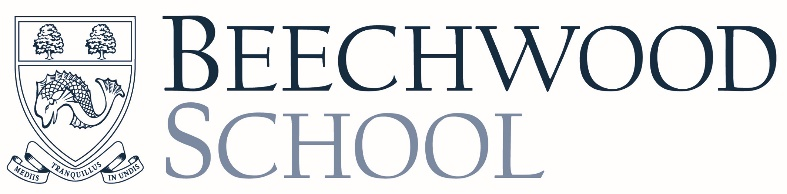 BEECHWOOD
SCHOOL
MEDIIS TRANQUILLUS IN UNDIS